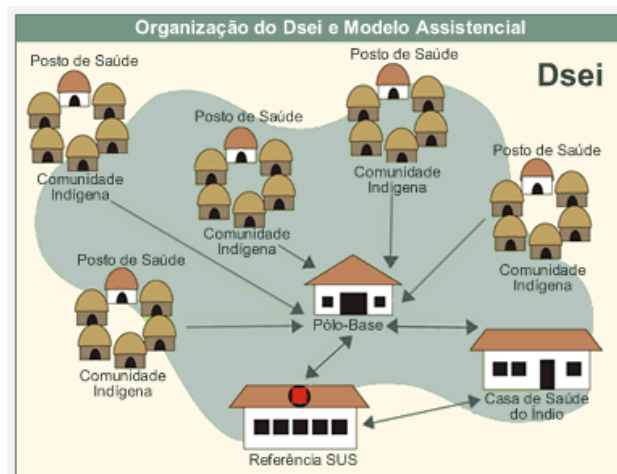 Organização do Dsei e Modelo Assistencial
Dsei
Posto de Saúde
Comunidade
Indígena
Posto de Saúde
Comunidade
Indígena
Posto de Saúde
Comunidade
Indígena
Posto de Saúde
Comunidade
Indígena
Posto de Saúde
Comunidade
Indígena
Pólo-Base
Casa de Saúde
do Índio
Referência SUS